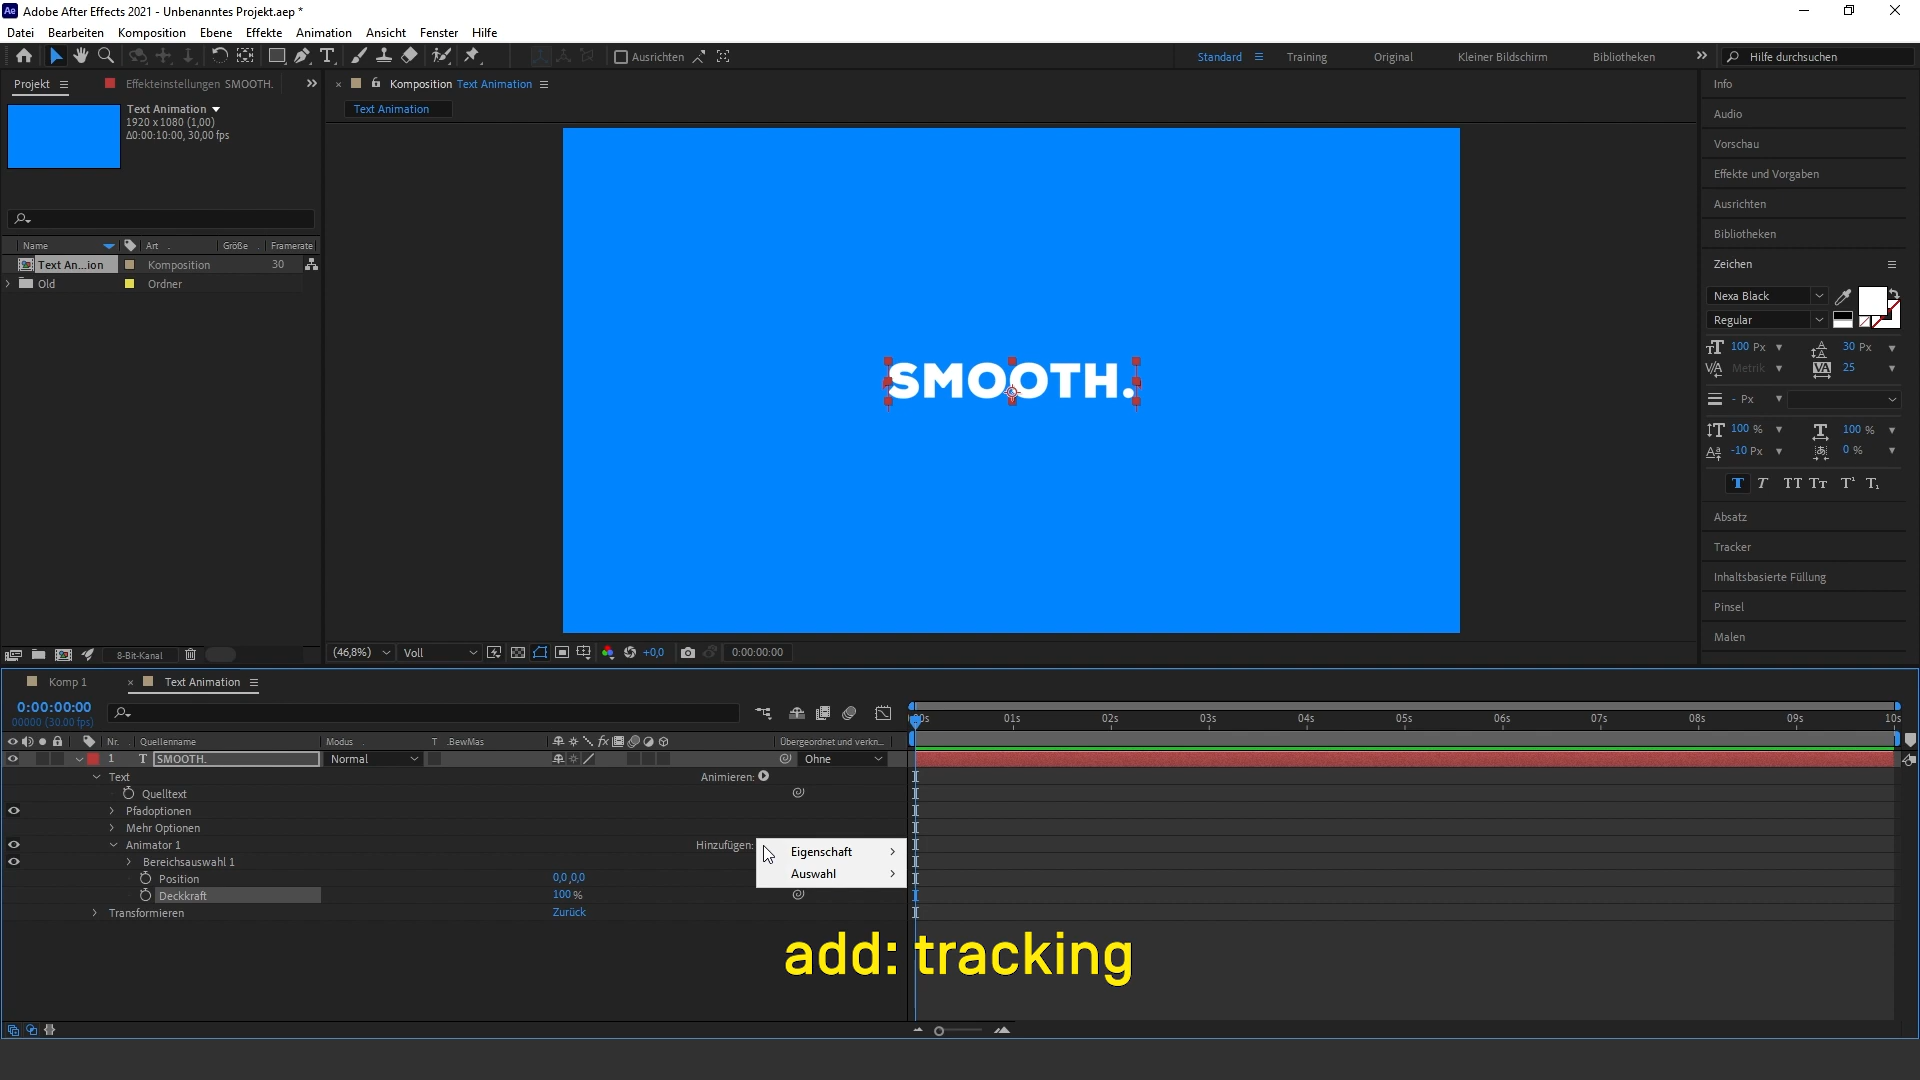 Ae Adobe After Effects 2021 - Unbenanntes Projekt.aep *
Datei Bearbeiten Komposition Ebene Effekte Animation Ansicht Fenster Hilfe
Ausrichten
Standard Training Original Kleiner Bildschirm Bibliotheken
Hilfe durchsuchen
Projekt
Effekteinstellungen SMOOTH.
Text Animation
1920 x 1080 (1,00)
Δ0:00:10:00, 30,00 fps
Name Art Größe Framerate
Text An...ion Komposition 30
Old Ordner
8-Bit-Kanal
Komposition Text Animation
Text Animation
SMOOTH.
(46,8%) Voll +0,0 0:00:00:00
Info
Audio
Vorschau
Effekte und Vorgaben
Ausrichten
Bibliotheken
Zeichen
Nexa Black
Regular
100 Px 30 Px
Metrik 25
- Px
100 % 100 %
-10 Px 0 %
T T TT Tt T¹ T₁
Absatz
Tracker
Inhaltsbasierte Füllung
Pinsel
Malen
Komp 1
Text Animation
0:00:00:00
00000 (30.00 fps)
Nr. Quellenname Modus T .BewMas Übergeordnet und verkn...
1 T SMOOTH. Normal Ohne
Text Animieren:
Quelltext
Pfadoptionen
Mehr Optionen
Animator 1 Hinzufügen:
Bereichsauswahl 1
Position 0,0,0,0
Deckkraft 100 %
Transformieren Zurück
Eigenschaft
Auswahl
01s 02s 03s 04s 05s 06s 07s 08s 09s 10s
add: tracking